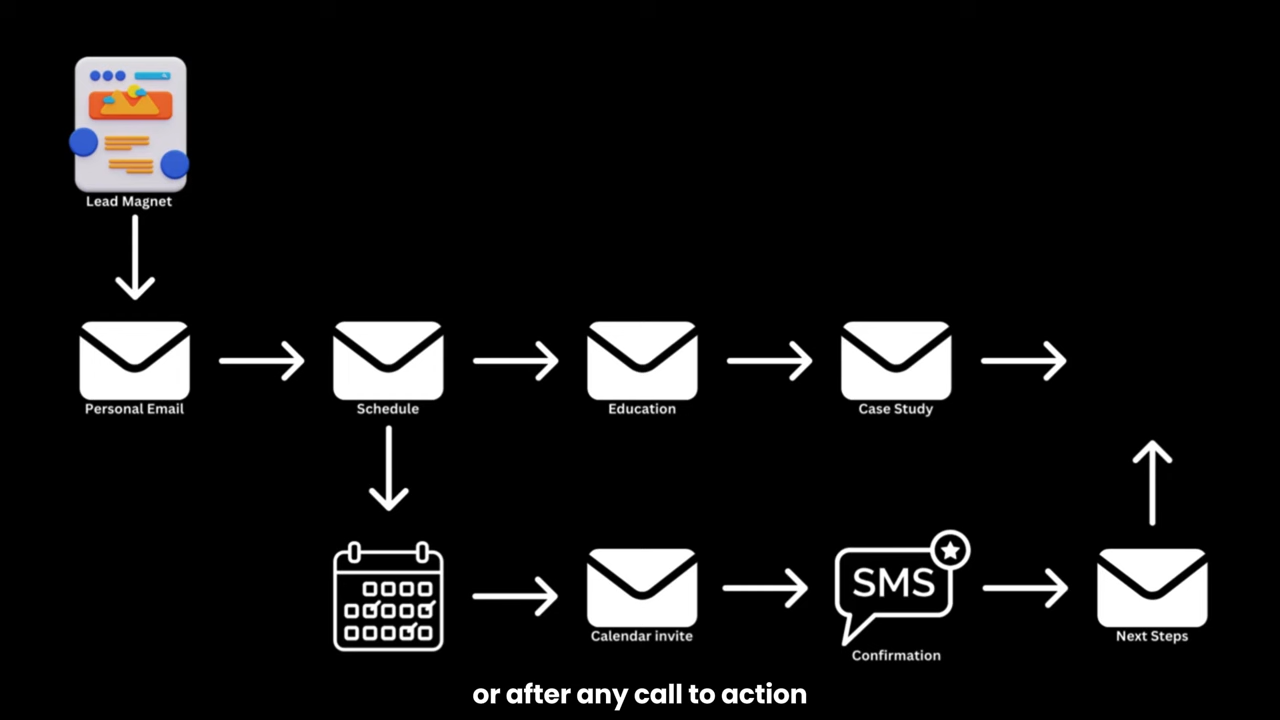 Lead Magnet
Personal Email
Schedule
Education
Case Study
Calendar invite
SMS
Confirmation
Next Steps
or after any call to action